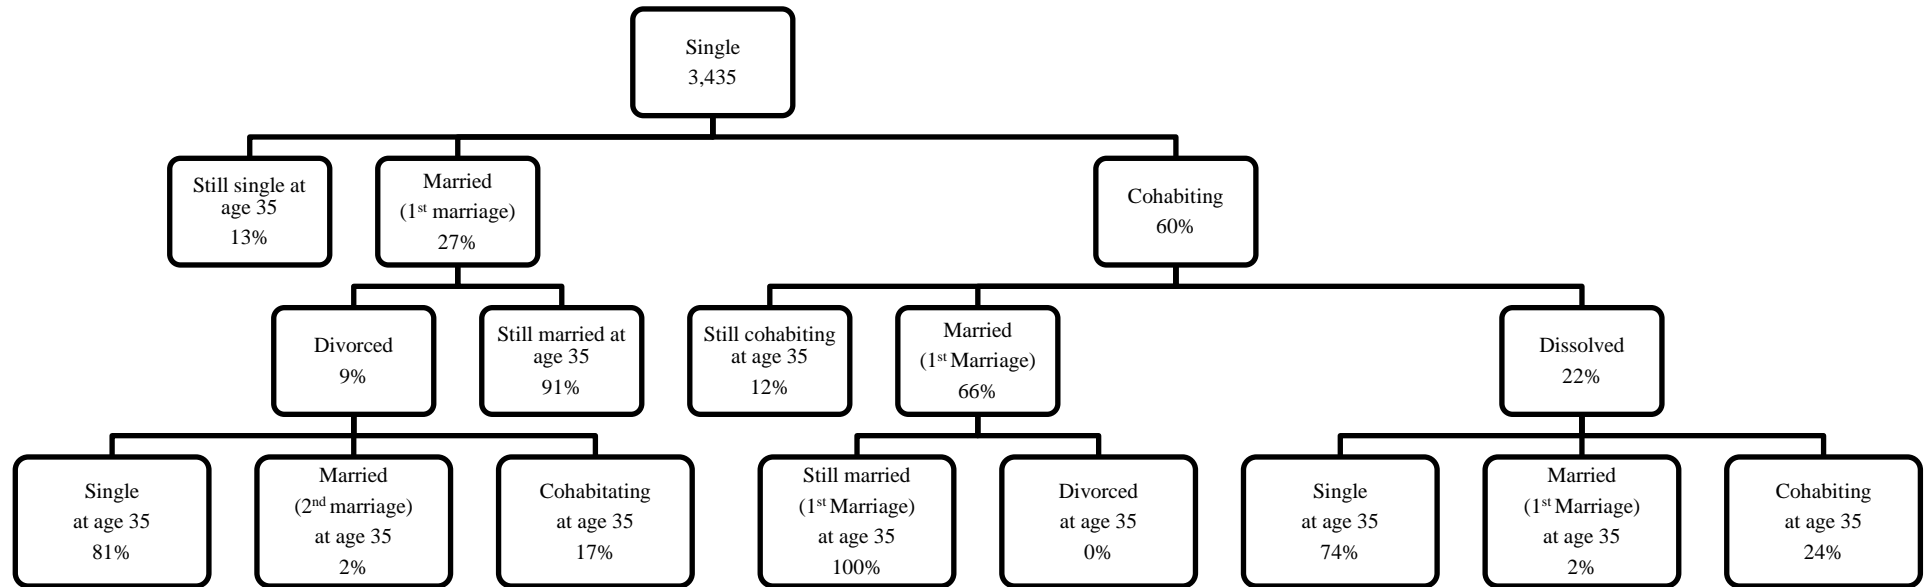 Single
3,435
Still single at
age 35
13%
Married
(1st marriage)
27%
Cohabiting
60%
Divorced
9%
Still married at
age 35
91%
Still cohabiting
at age 35
12%
Married
(1st Marriage)
66%
Dissolved
22%
Single
at age 35
81%
Married
(2nd marriage)
at age 35
2%
Cohabitating
at age 35
17%
Still married
(1st Marriage)
at age 35
100%
Divorced
at age 35
0%
Single
at age 35
74%
Married
(1st Marriage)
at age 35
2%
Cohabiting
at age 35
24%